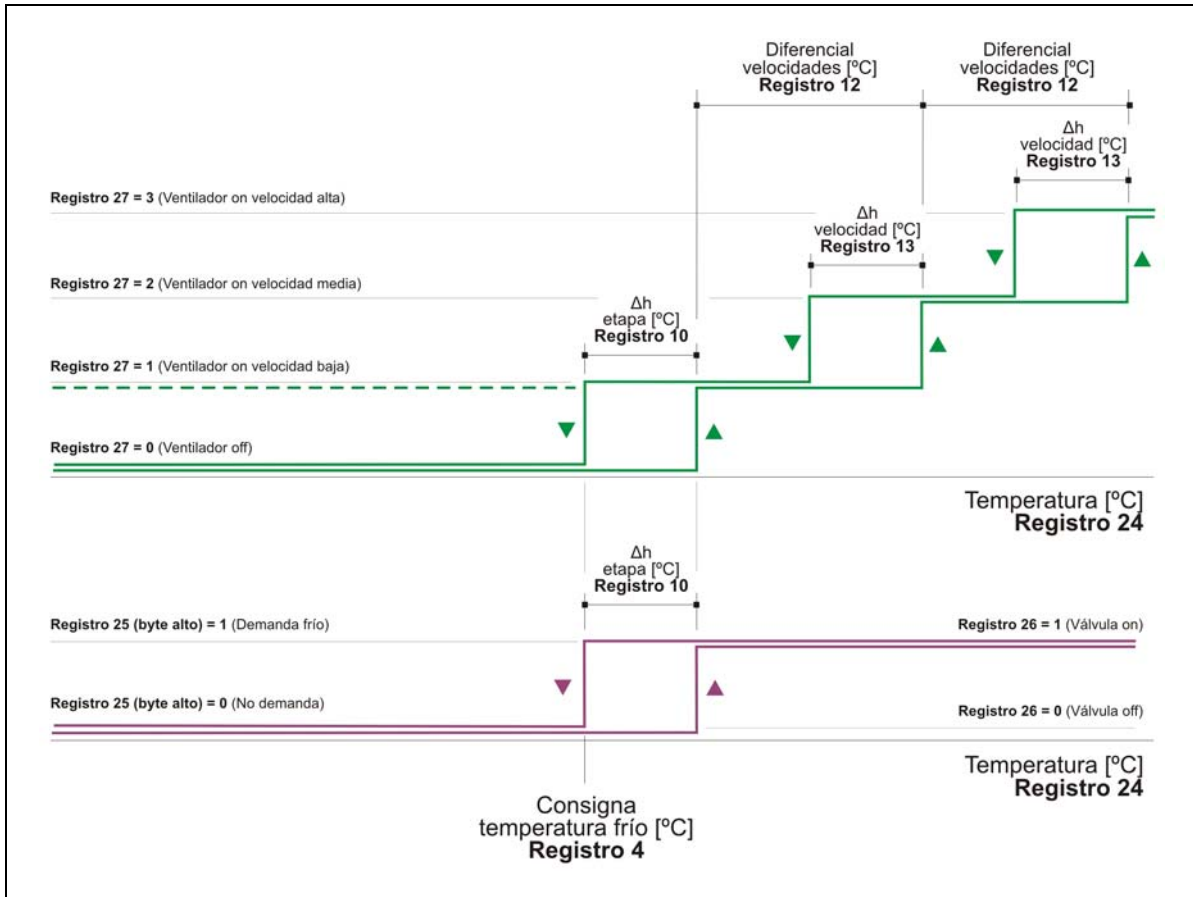 Diferencial
velocidades [ºC]
Registro 12
Diferencial
velocidades [ºC]
Registro 12
Δh
velocidad [ºC]
Registro 13
Registro 27 = 3 (Ventilador on velocidad alta)
Δh
velocidad [ºC]
Registro 13
Registro 27 = 2 (Ventilador on velocidad media)
Δh
etapa [ºC]
Registro 10
Registro 27 = 1 (Ventilador on velocidad baja)
Registro 27 = 0 (Ventilador off)
Temperatura [ºC]
Registro 24
Δh
etapa [ºC]
Registro 10
Registro 25 (byte alto) = 1 (Demanda frío)
Registro 26 = 1 (Válvula on)
Registro 25 (byte alto) = 0 (No demanda)
Registro 26 = 0 (Válvula off)
Temperatura [ºC]
Registro 24
Consigna
temperatura frío [ºC]
Registro 4